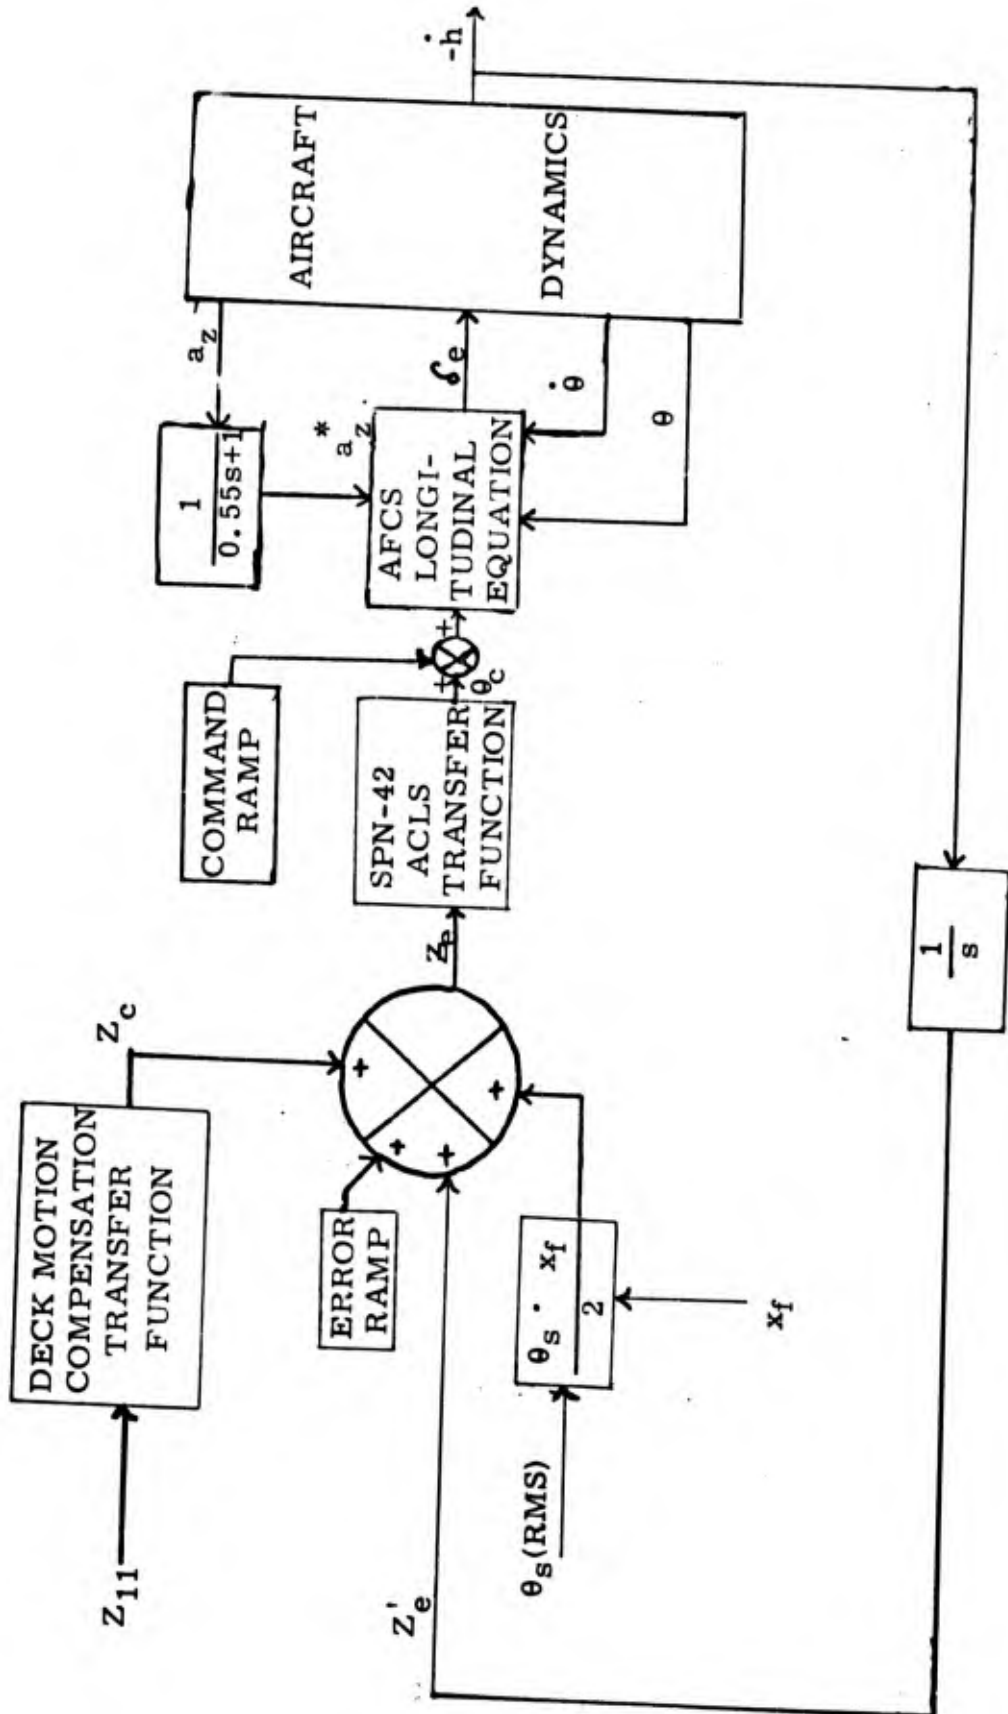 Z11
DECK MOTION
COMPENSATION
TRANSFER
FUNCTION
Zc
ERROR
RAMP
Z'e
θs(RMS)
θs · xf
2
xf
+
+
+
+
Ze
COMMAND
RAMP
SPN-42
ACLS
TRANSFER
FUNCTION
θc
+
+
1
0.55s+1
az
a*z
AFCS
LONGI-
TUDINAL
EQUATION
δe
θ̇
θ
AIRCRAFT
DYNAMICS
-ḣ
1
s